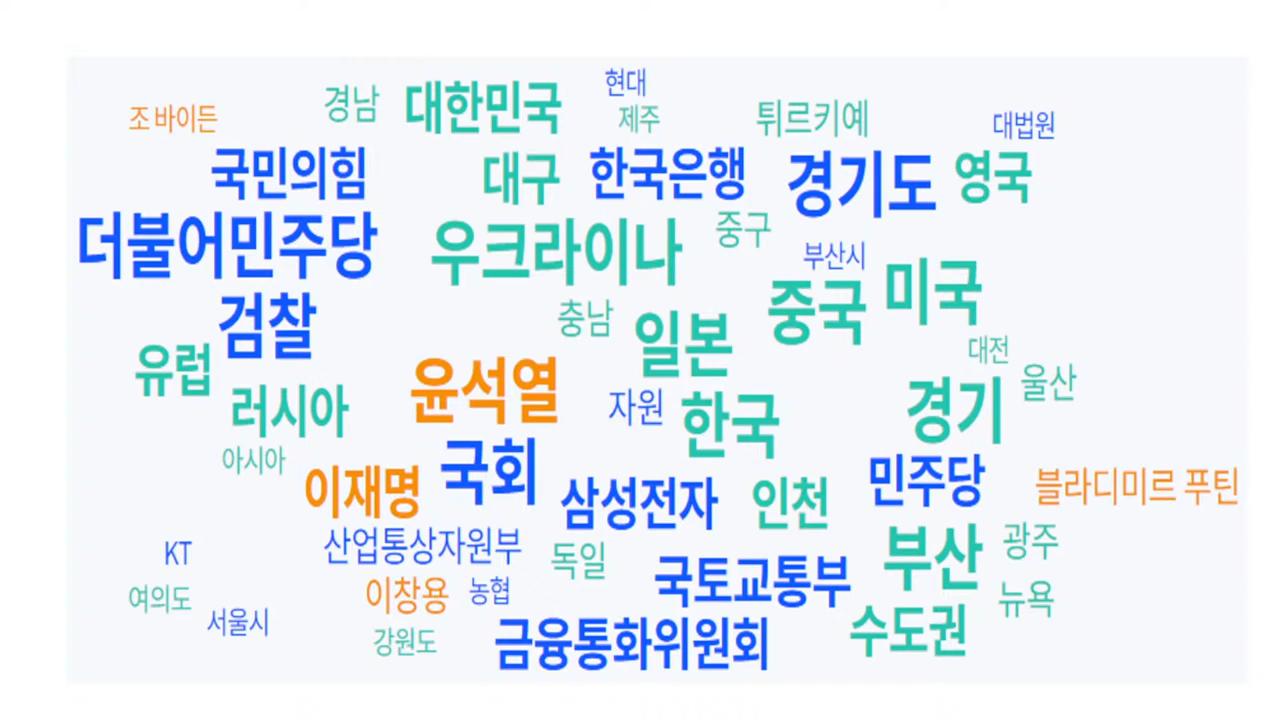 현대
경남
대한민국
조 바이든
제주
튀르키예
대법원
국민의힘
대구
한국은행
경기도
영국
더불어민주당
우크라이나
중구
부산시
검찰
충남
일본
중국
미국
유럽
대전
러시아
윤석열
자원
한국
경기
울산
아시아
이재명
국회
삼성전자
인천
민주당
블라디미르 푸틴
KT
산업통상자원부
독일
국토교통부
부산
광주
여의도
이창용
농협
뉴욕
서울시
강원도
금융통화위원회
수도권